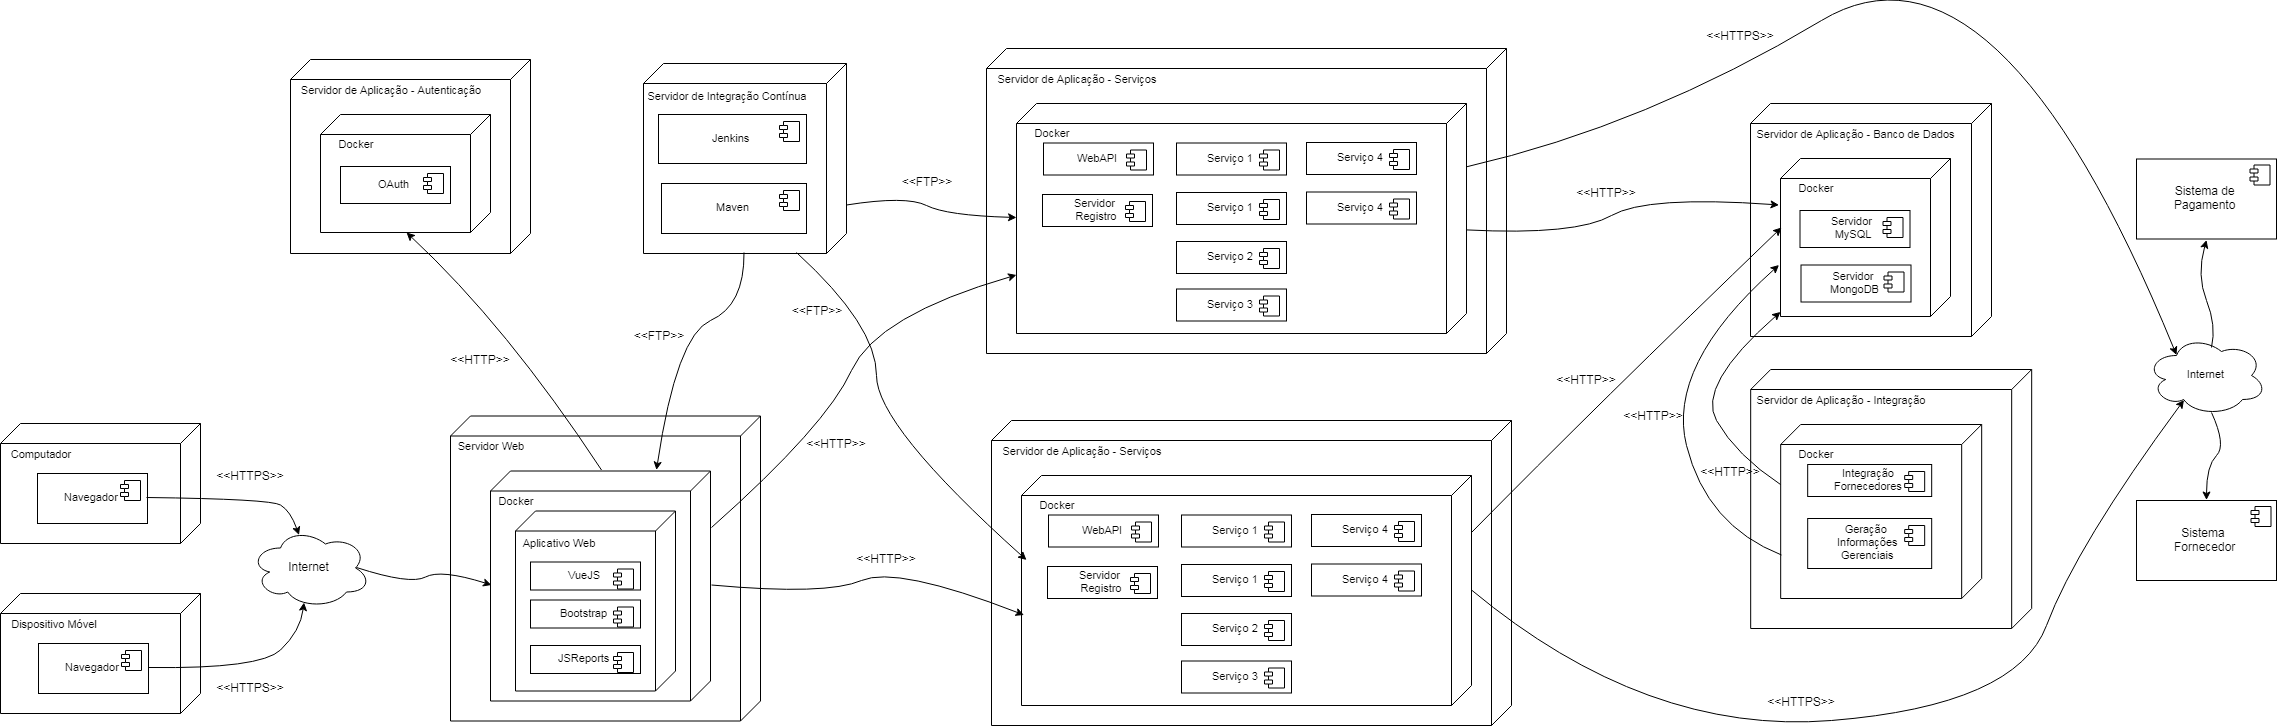 Computador
Navegador
<<HTTPS>>
Dispositivo Móvel
Navegador
<<HTTPS>>
Internet
Servidor de Aplicação - Autenticação
Docker
OAuth
<<HTTP>>
Servidor de Integração Contínua
Jenkins
Maven
<<FTP>>
<<FTP>>
<<FTP>>
Servidor Web
Docker
Aplicativo Web
VueJS
Bootstrap
JSReports
<<HTTP>>
<<HTTP>>
Servidor de Aplicação - Serviços
Docker
WebAPI
Serviço 1
Serviço 4
Servidor
Registro
Serviço 1
Serviço 4
Serviço 2
Serviço 3
<<HTTPS>>
<<HTTP>>
Servidor de Aplicação - Serviços
Docker
WebAPI
Serviço 1
Serviço 4
Servidor
Registro
Serviço 1
Serviço 4
Serviço 2
Serviço 3
<<HTTP>>
<<HTTPS>>
Servidor de Aplicação - Banco de Dados
Docker
Servidor
MySQL
Servidor
MongoDB
<<HTTP>>
<<HTTP>>
Servidor de Aplicação - Integração
Docker
Integração
Fornecedores
Geração
Informações
Gerenciais
Sistema de
Pagamento
Internet
Sistema
Fornecedor